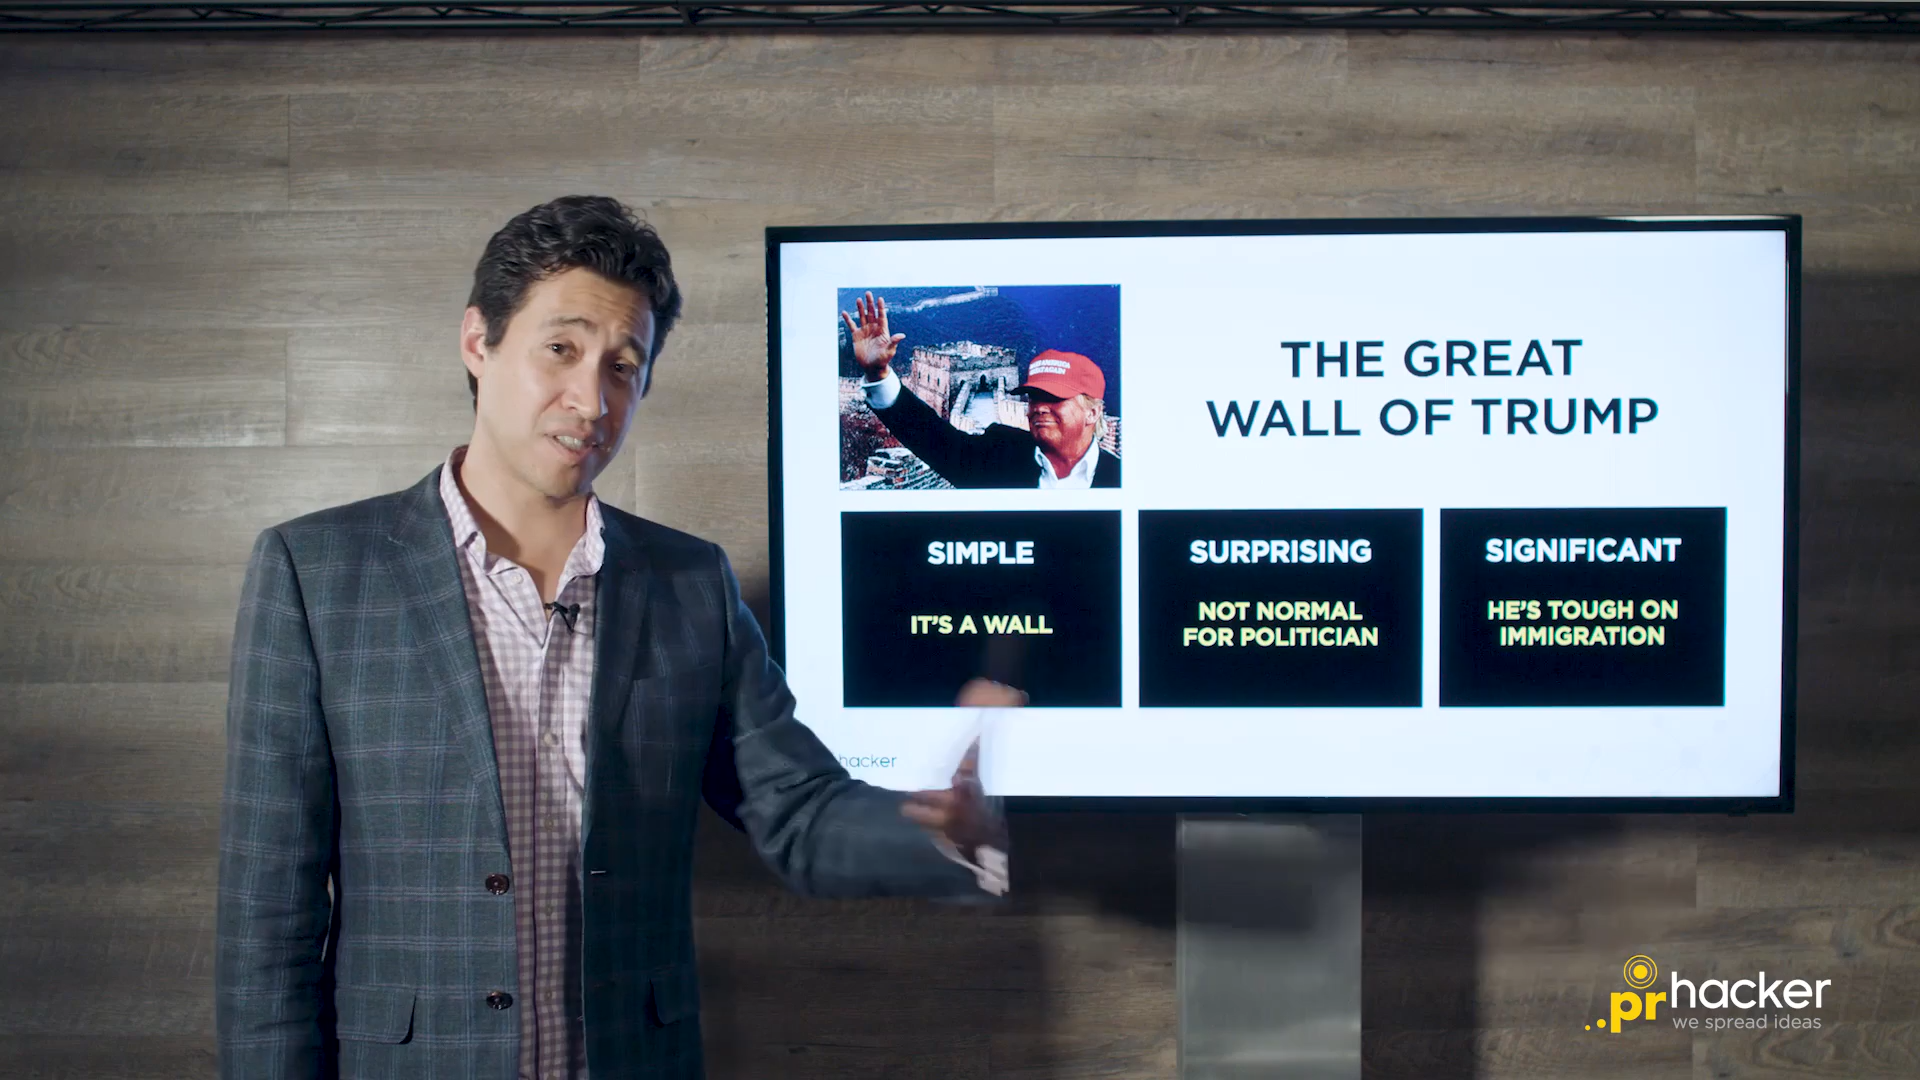 THE GREAT
WALL OF TRUMP
SIMPLE
IT'S A WALL
SURPRISING
NOT NORMAL
FOR POLITICIAN
SIGNIFICANT
HE'S TOUGH ON
IMMIGRATION
hacker
..prhacker
we spread ideas